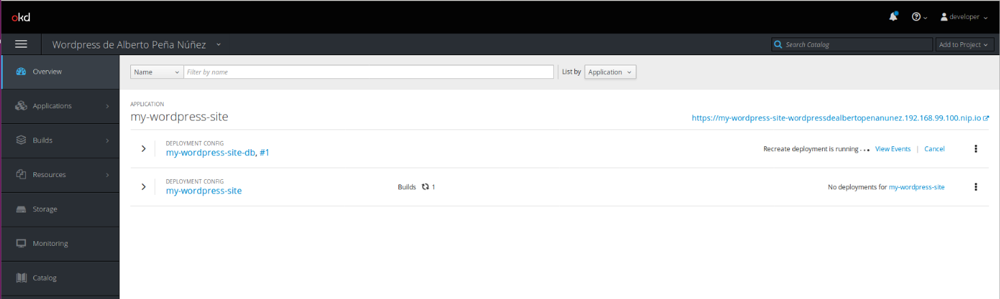 okd
developer
Wordpress de Alberto Peña Núñez
Search Catalog
Add to Project
Overview
Applications
Builds
Resources
Storage
Monitoring
Catalog
Name
Filter by name
List by
Application
APPLICATION
my-wordpress-site
https://my-wordpress-site-wordpressdealbertopenanunez.192.168.99.100.nip.io
DEPLOYMENT CONFIG
my-wordpress-site-db, #1
Recreate deployment is running . . . View Events | Cancel
DEPLOYMENT CONFIG
my-wordpress-site
Builds 1
No deployments for my-wordpress-site